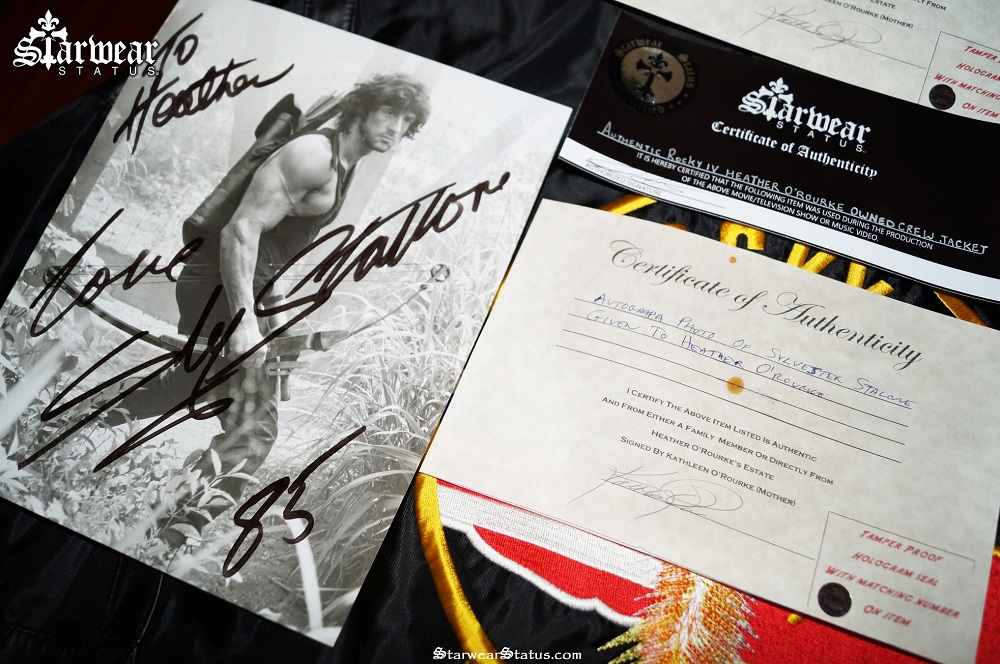 Starwear
STATUS
To
Heather
Love
Sly Stallone
85
O'ROURKE'S ESTATE
KATHLEEN O'ROURKE (MOTHER)
TAMPER PROOF
HOLOGRAM
WITH MATCHING
ON ITEM
Starwear
STATUS
Certificate of Authenticity
AUTHENTIC ROCKY IV HEATHER O'ROURKE OWNED CREW JACKET
IT IS HEREBY CERTIFIED THAT THE FOLLOWING ITEM WAS USED DURING THE PRODUCTION
OF THE ABOVE MOVIE/TELEVISION SHOW OR MUSIC VIDEO.
SIGNATURE
Certificate of Authenticity
AUTOGRAPH PHOTO OF SYLVESTER STALONE
GIVEN TO HEATHER O'ROURKE
I CERTIFY THE ABOVE ITEM LISTED IS AUTHENTIC
AND FROM EITHER A FAMILY MEMBER OR DIRECTLY FROM
HEATHER O'ROURKE'S ESTATE
SIGNED BY KATHLEEN O'ROURKE (MOTHER)
TAMPER PROOF
HOLOGRAM SEAL
WITH MATCHING NUMBER
ON ITEM
StarwearStatus.com